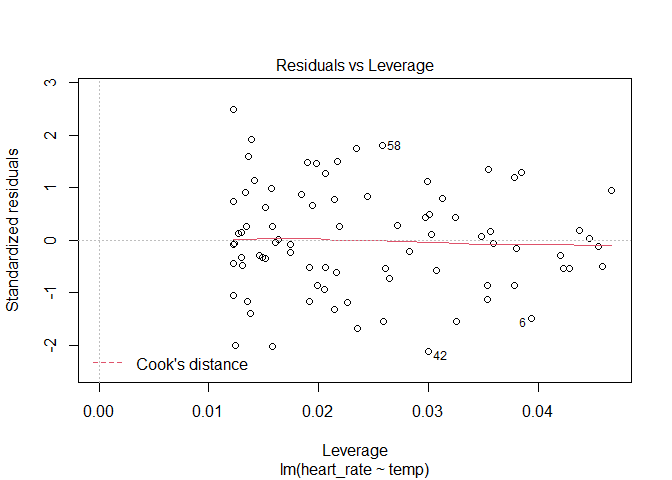 Residuals vs Leverage
Standardized residuals
3
2
1
0
-1
-2
58
6
42
Cook's distance
0.00 0.01 0.02 0.03 0.04
Leverage
lm(heart_rate ~ temp)